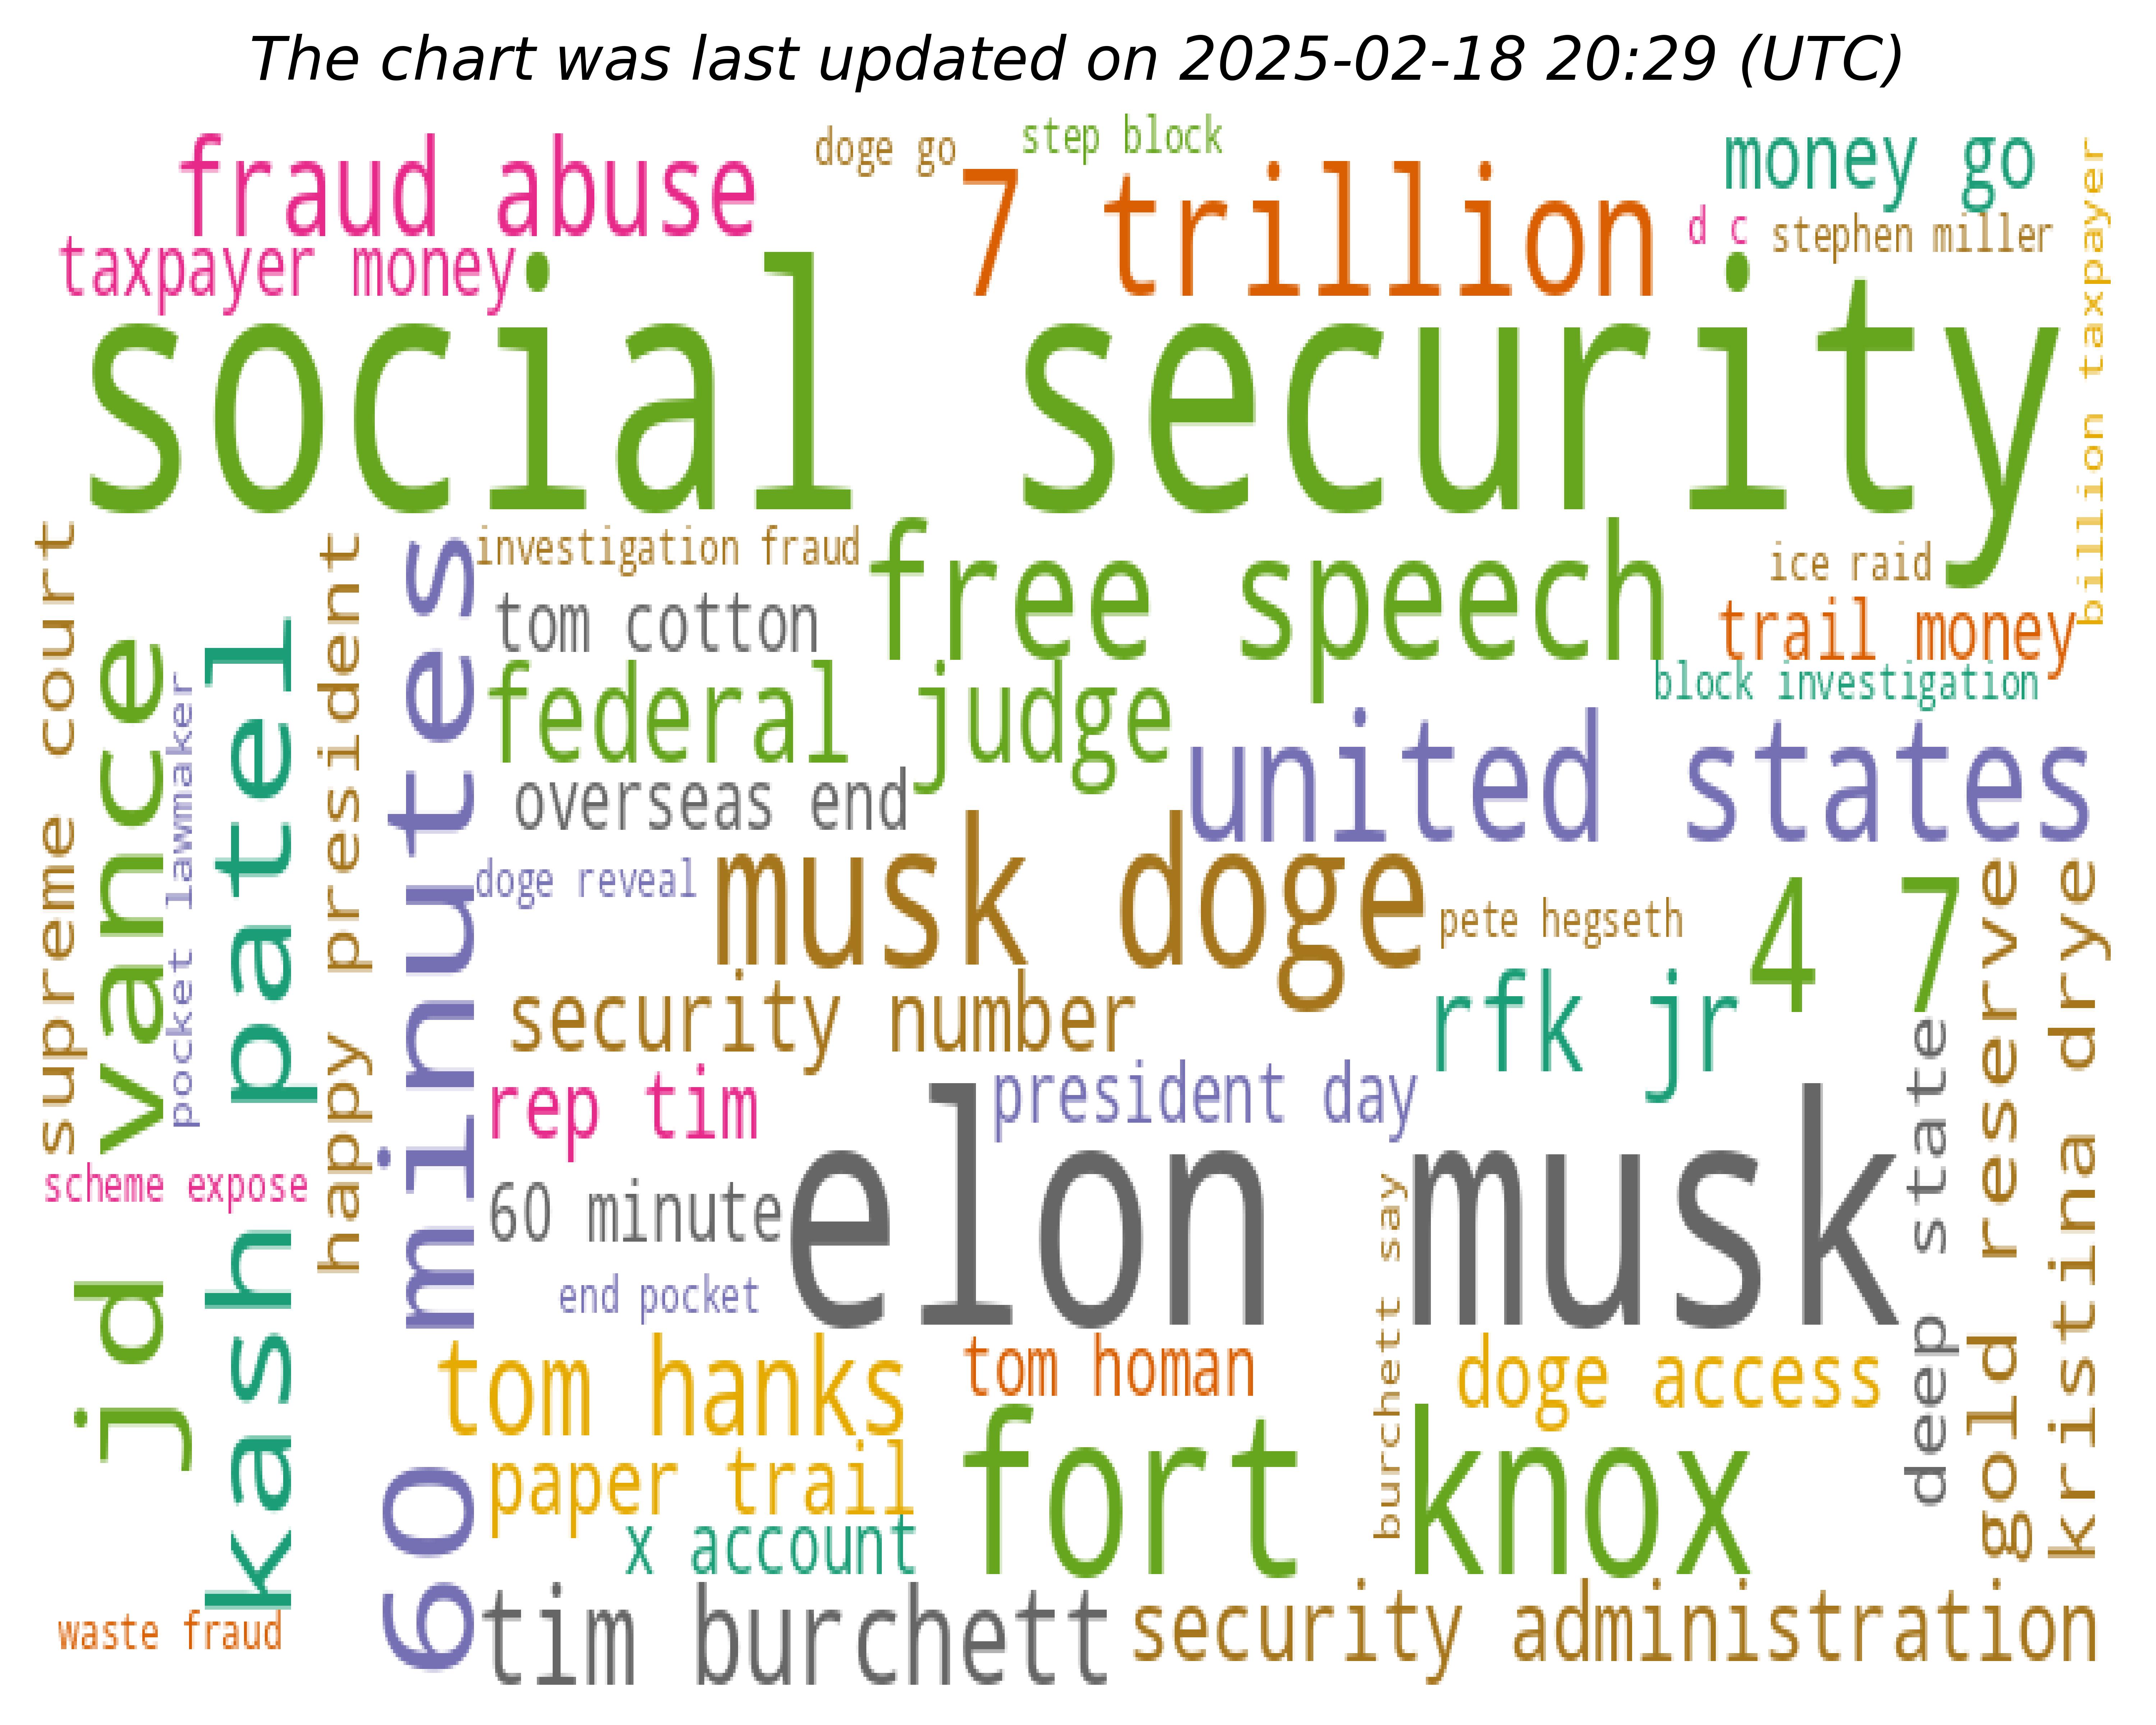 The chart was last updated on 2025-02-18 20:29 (UTC)
fraud abuse
doge go
step block
money go
7 trillion
d c
stephen miller
taxpayer money
billion taxpayer
social security
supreme court
jd vance
pocket lawmaker
kash patel
happy president
60 minutes
investigation fraud
free speech
ice raid
tom cotton
trail money
federal judge
block investigation
united states
overseas end
musk doge
doge reveal
pete hegseth
4 7
security number
rfk jr
gold reserve
kristina drye
deep state
rep tim
president day
scheme expose
60 minute
elon musk
burchett say
end pocket
tom hanks
tom homan
doge access
paper trail
fort knox
x account
waste fraud
tim burchett
security administration